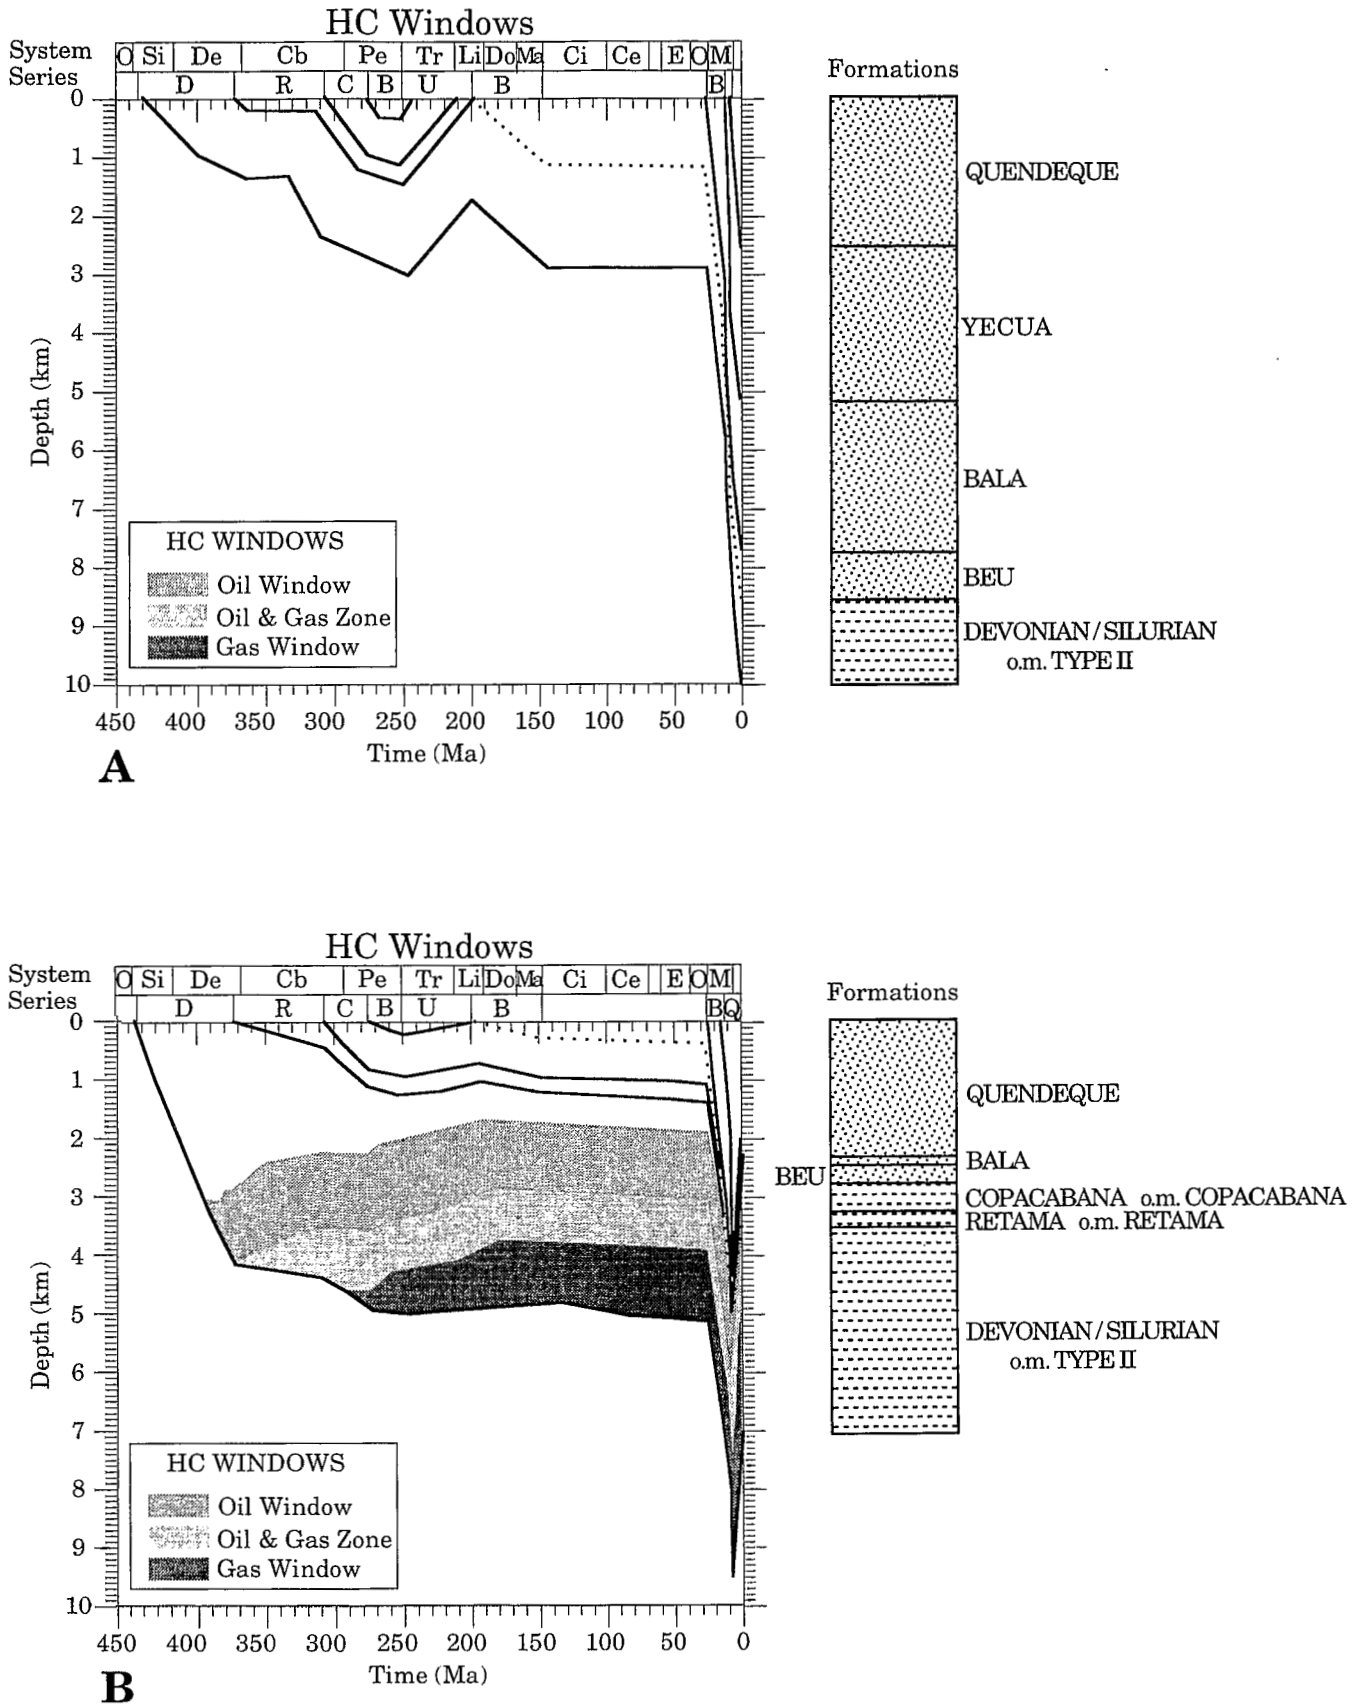 HC Windows
System O Si De Cb Pe Tr Li Do Ma Ci Ce E O M
Series D R C B U B B
Formations
0
1
2
3
4
5
6
7
8
9
10
Depth (km)
QUENDEQUE
YECUA
BALA
BEU
DEVONIAN / SILURIAN
o.m. TYPE II
HC WINDOWS
Oil Window
Oil & Gas Zone
Gas Window
450 400 350 300 250 200 150 100 50 0
Time (Ma)
A
HC Windows
System O Si De Cb Pe Tr Li Do Ma Ci Ce E O M
Series D R C B U B B Q
Formations
0
1
2
3
4
5
6
7
8
9
10
Depth (km)
QUENDEQUE
BALA
BEU
COPACABANA o.m. COPACABANA
RETAMA o.m. RETAMA
DEVONIAN / SILURIAN
o.m. TYPE II
HC WINDOWS
Oil Window
Oil & Gas Zone
Gas Window
450 400 350 300 250 200 150 100 50 0
Time (Ma)
B